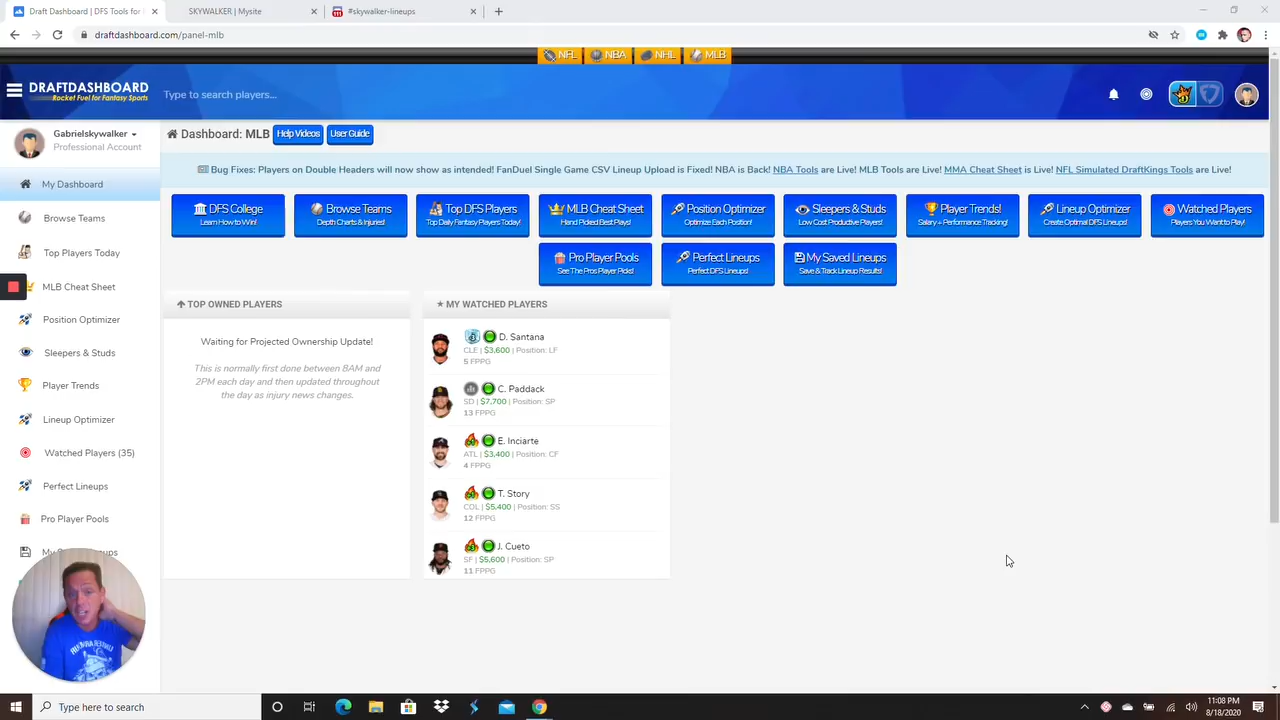 Draft Dashboard | DFS Tools for
SKYWALKER | Mysite
#skywalker-lineups
draftdashboard.com/panel-mlb
NFL
NBA
NHL
MLB
DRAFTDASHBOARD
Rocket Fuel for Fantasy Sports
Type to search players...
Gabrielskywalker
Professional Account
Dashboard: MLB
Help Videos
User Guide
Bug Fixes: Players on Double Headers will now show as intended! FanDuel Single Game CSV Lineup Upload is Fixed! NBA is Back! NBA Tools are Live! MLB Tools are Live! MMA Cheat Sheet is Live! NFL Simulated DraftKings Tools are Live!
My Dashboard
Browse Teams
Top Players Today
MLB Cheat Sheet
Position Optimizer
Sleepers & Studs
Player Trends
Lineup Optimizer
Watched Players (35)
Perfect Lineups
Pro Player Pools
DFS College
Learn How to Win!
Browse Teams
Depth Charts & Injuries!
Top DFS Players
Top Daily Fantasy Players Today!
MLB Cheat Sheet
Hand Picked Best Plays!
Position Optimizer
Optimize Each Position!
Sleepers & Studs
Low Cost Productive Players!
Player Trends!
Salary + Performance Tracking!
Lineup Optimizer
Create Optimal DFS Lineups!
Watched Players
Players You Want to Play!
Pro Player Pools
See The Pros Player Picks!
Perfect Lineups
Perfect DFS Lineups!
My Saved Lineups
Save & Track Lineup Results!
TOP OWNED PLAYERS
Waiting for Projected Ownership Update!
This is normally first done between 8AM and
2PM each day and then updated throughout
the day as injury news changes.
MY WATCHED PLAYERS
D. Santana
CLE | $3,600 | Position: LF
5 FPPG
C. Paddack
SD | $7,700 | Position: SP
13 FPPG
E. Inciarte
ATL | $3,400 | Position: CF
4 FPPG
T. Story
COL | $5,400 | Position: SS
12 FPPG
J. Cueto
SF | $5,600 | Position: SP
11 FPPG
Type here to search
11:08 PM
8/18/2020